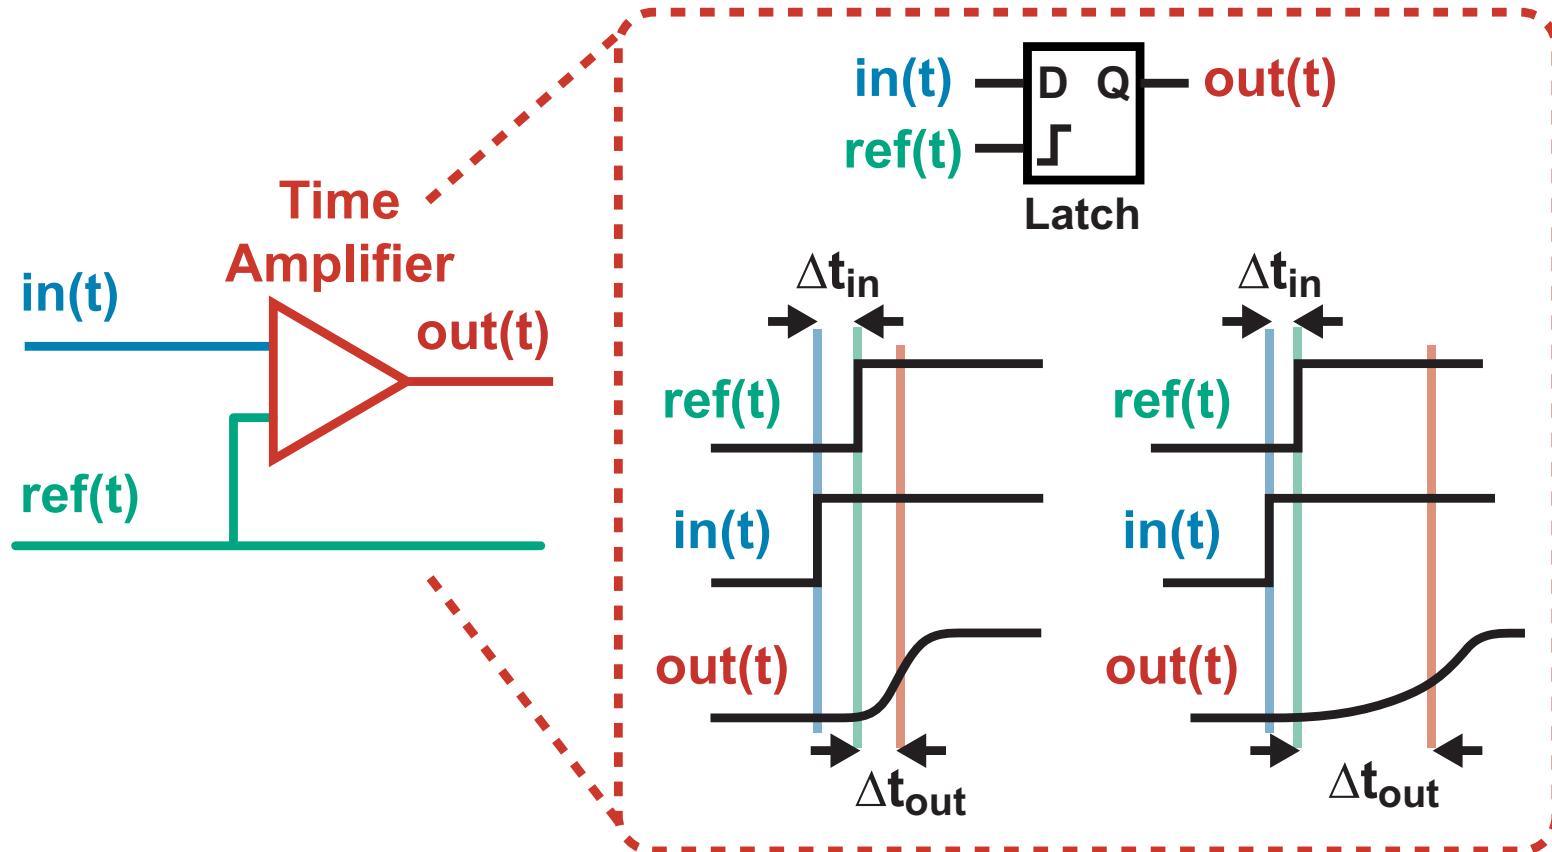 Time
Amplifier
in(t)
out(t)
ref(t)
in(t)
D Q
out(t)
ref(t)
Latch
Δtin
ref(t)
in(t)
out(t)
Δtout
Δtin
ref(t)
in(t)
out(t)
Δtout